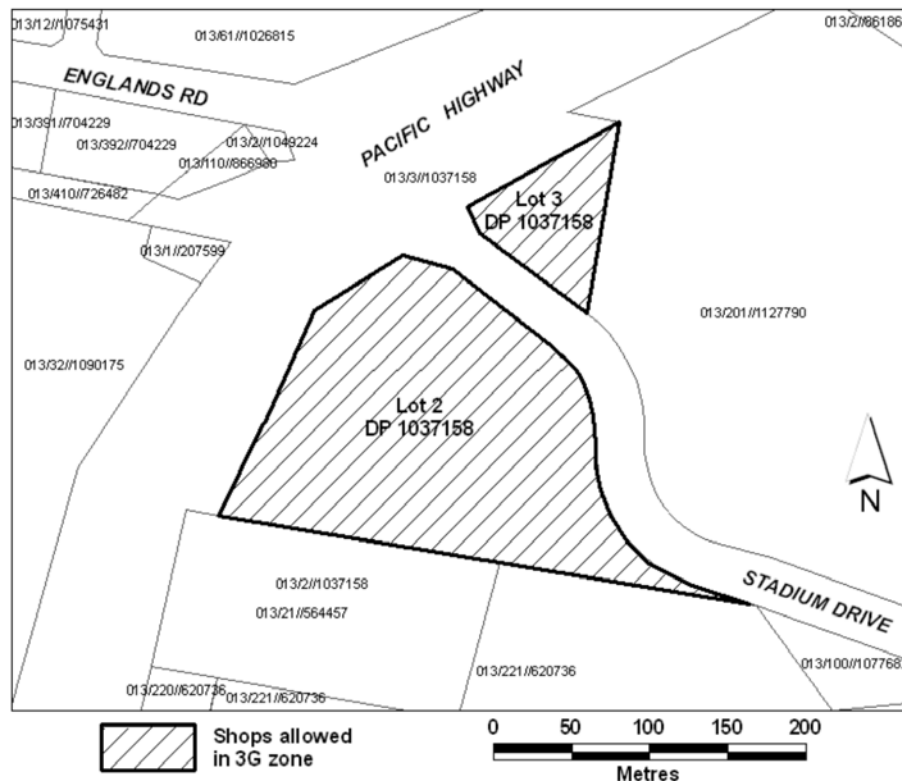 013/12//1075431
013/61//1026815
013/2//86186
ENGLANDS RD
PACIFIC HIGHWAY
013/391//704229
013/392//704229
013/2//1049224
013/110//866980
013/3//1037158
013/410//726482
Lot 3
DP 1037158
013/1//207599
013/201//1127790
013/32//1090175
Lot 2
DP 1037158
N
013/2//1037158
013/21//564457
STADIUM DRIVE
013/221//620736
013/100//107768
013/220//620736
013/221//620736
Shops allowed
in 3G zone
0 50 100 150 200
Metres